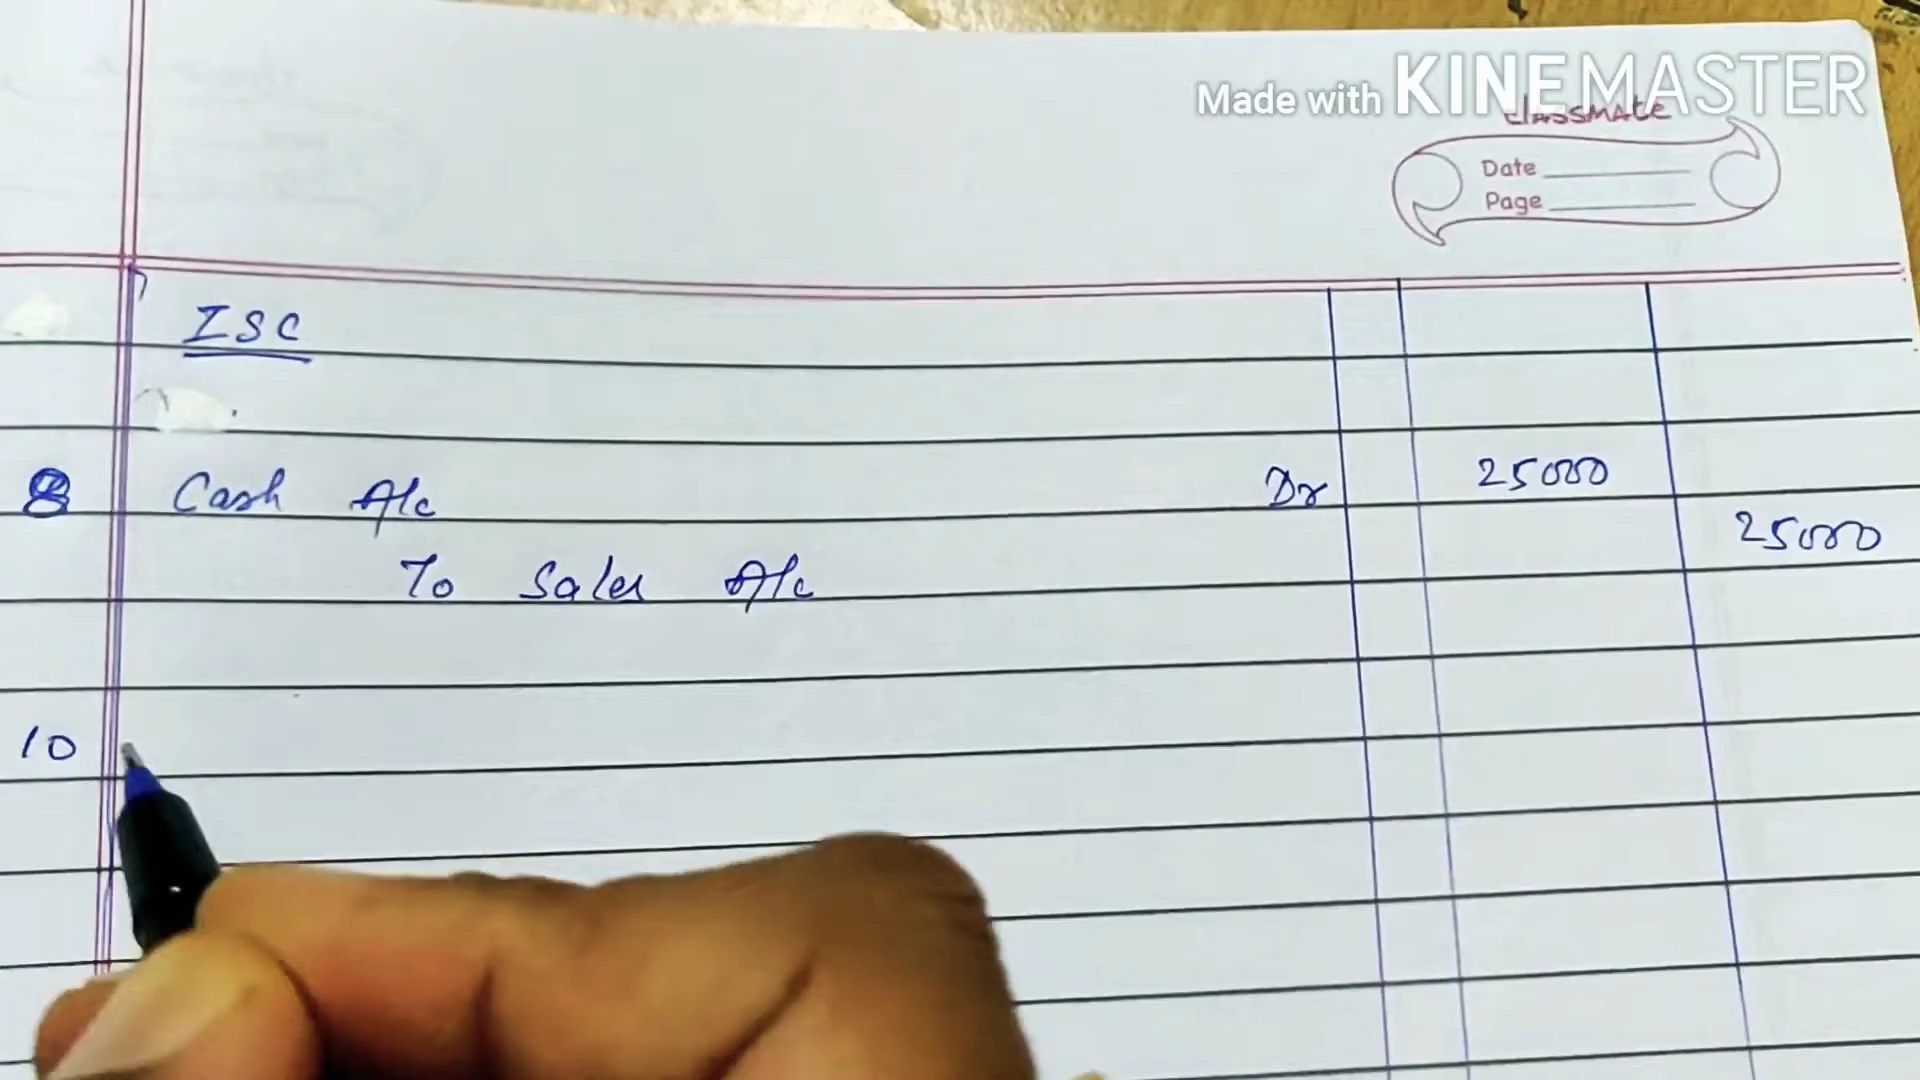 Made with KINEMASTER
classmate
Date
Page
ISC
8 Cash A/c Dr 25000
To Sales A/c 25000
10